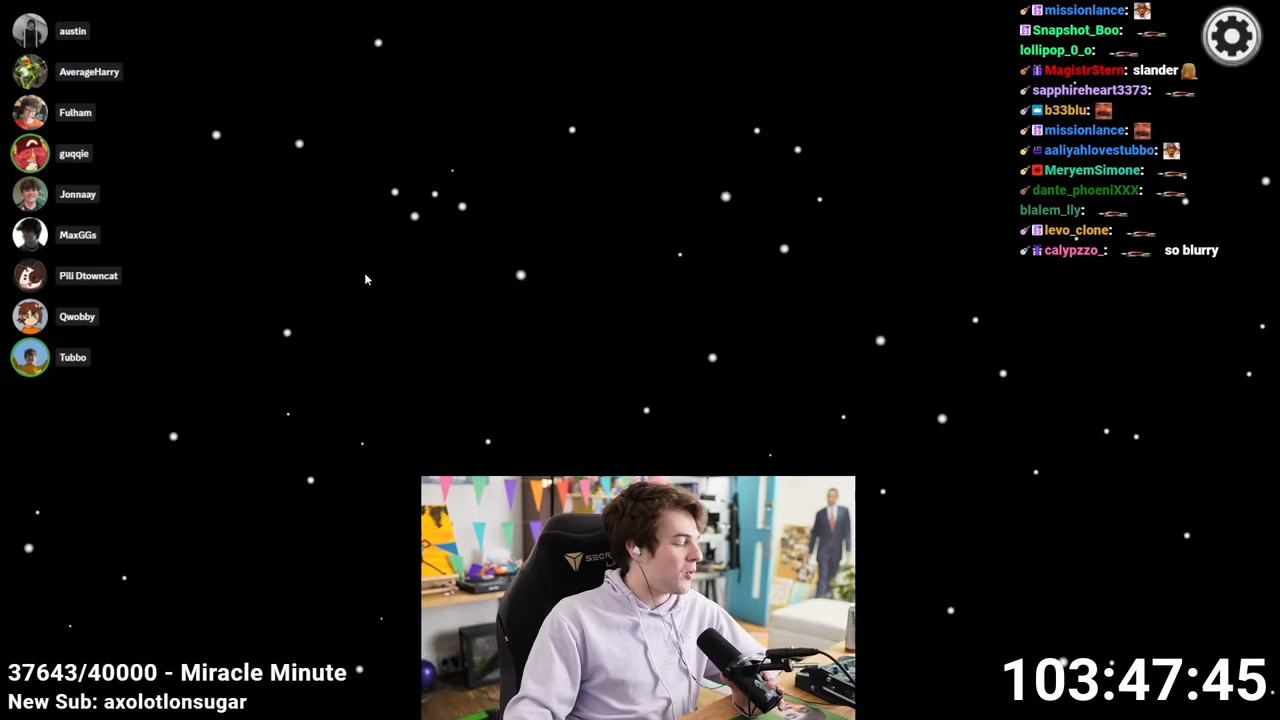 austin
AverageHarry
Fulham
guqqie
Jonnaay
MaxGGs
Pili Dtowncat
Qwobby
Tubbo
missionlance:
Snapshot_Boo:
lollipop_0_o:
MagistrStern: slander
sapphireheart3373:
b33blu:
missionlance:
aaliyahlovestubbo:
MeryemSimone:
dante_phoeniXXX:
blalem_lly:
levo_clone:
calypzzo_: so blurry
SECR
37643/40000 - Miracle Minute
New Sub: axolotlonsugar
103:47:45